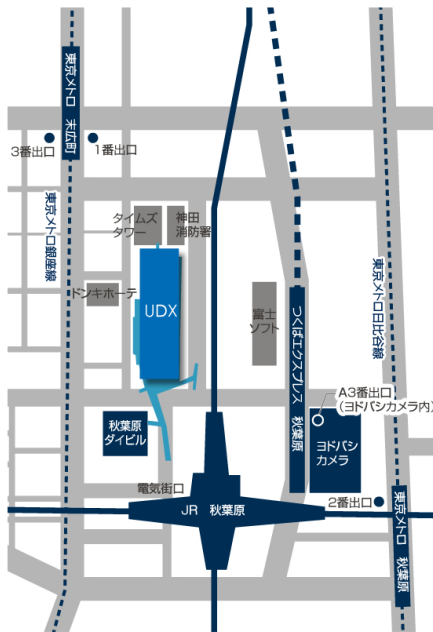 東京メトロ 末広町
3番出口
1番出口
東京メトロ銀座線
タイムズ
タワー
神田
消防署
ドンキホーテ
UDX
富士
ソフト
つくばエクスプレス 秋葉原
東京メトロ日比谷線
A3番出口
(ヨドバシカメラ内)
秋葉原
ダイビル
ヨドバシ
カメラ
電気街口
2番出口
JR 秋葉原
東京メトロ 秋葉原